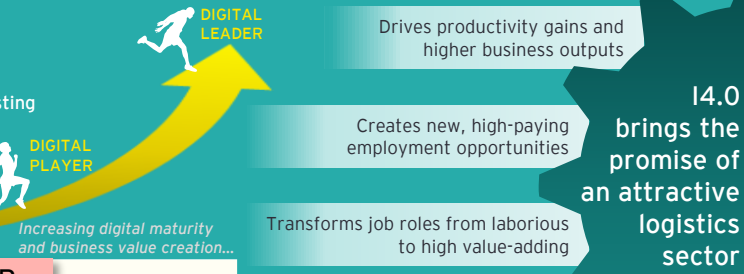 DIGITAL
LEADER
sting
DIGITAL
PLAYER
Increasing digital maturity
and business value creation...
Drives productivity gains and
higher business outputs
Creates new, high-paying
employment opportunities
Transforms job roles from laborious
to high value-adding
I4.0
brings the
promise of
an attractive
logistics
sector